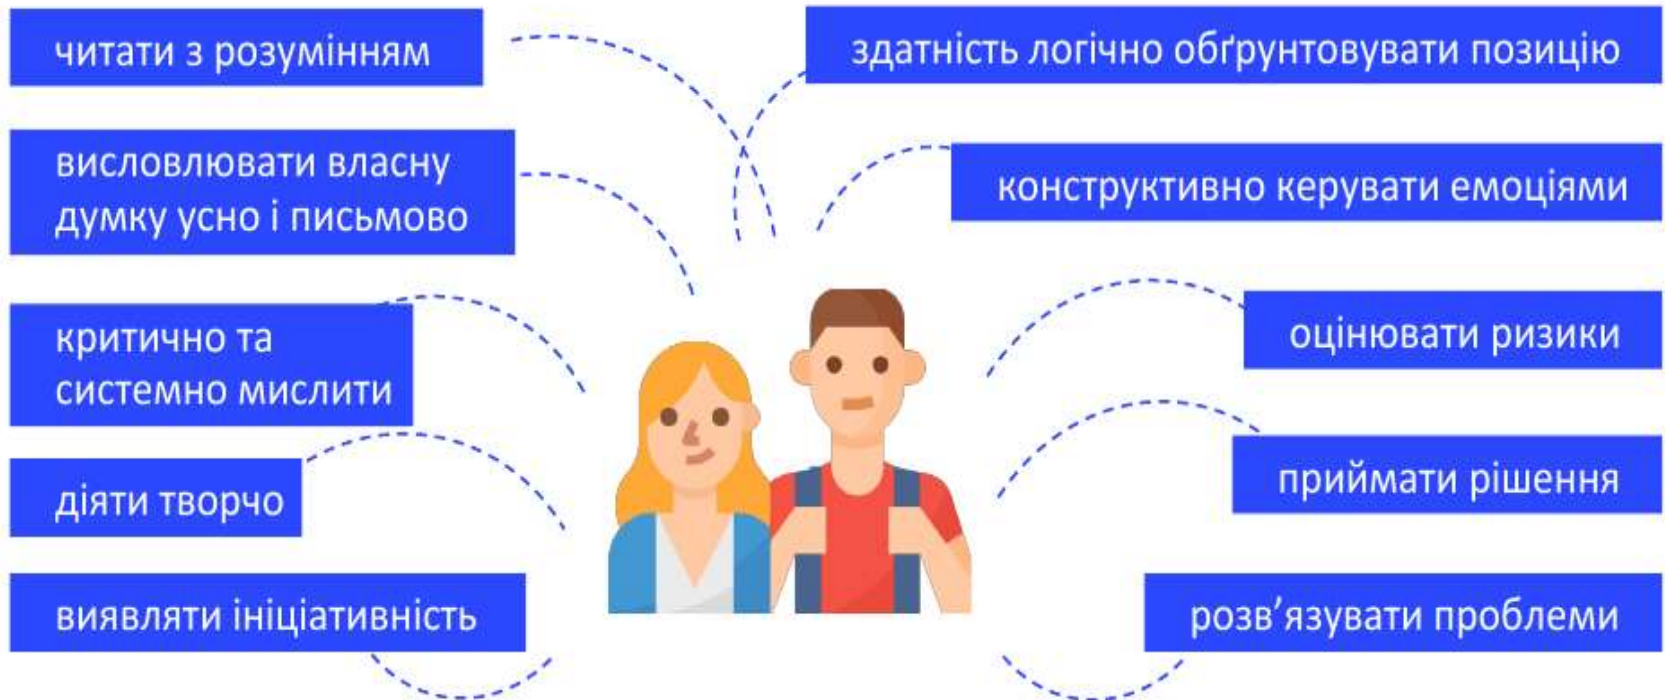 читати з розумінням
висловлювати власну
думку усно і письмово
критично та
системно мислити
діяти творчо
виявляти ініціативність
здатність логічно обґрунтовувати позицію
конструктивно керувати емоціями
оцінювати ризики
приймати рішення
розв’язувати проблеми